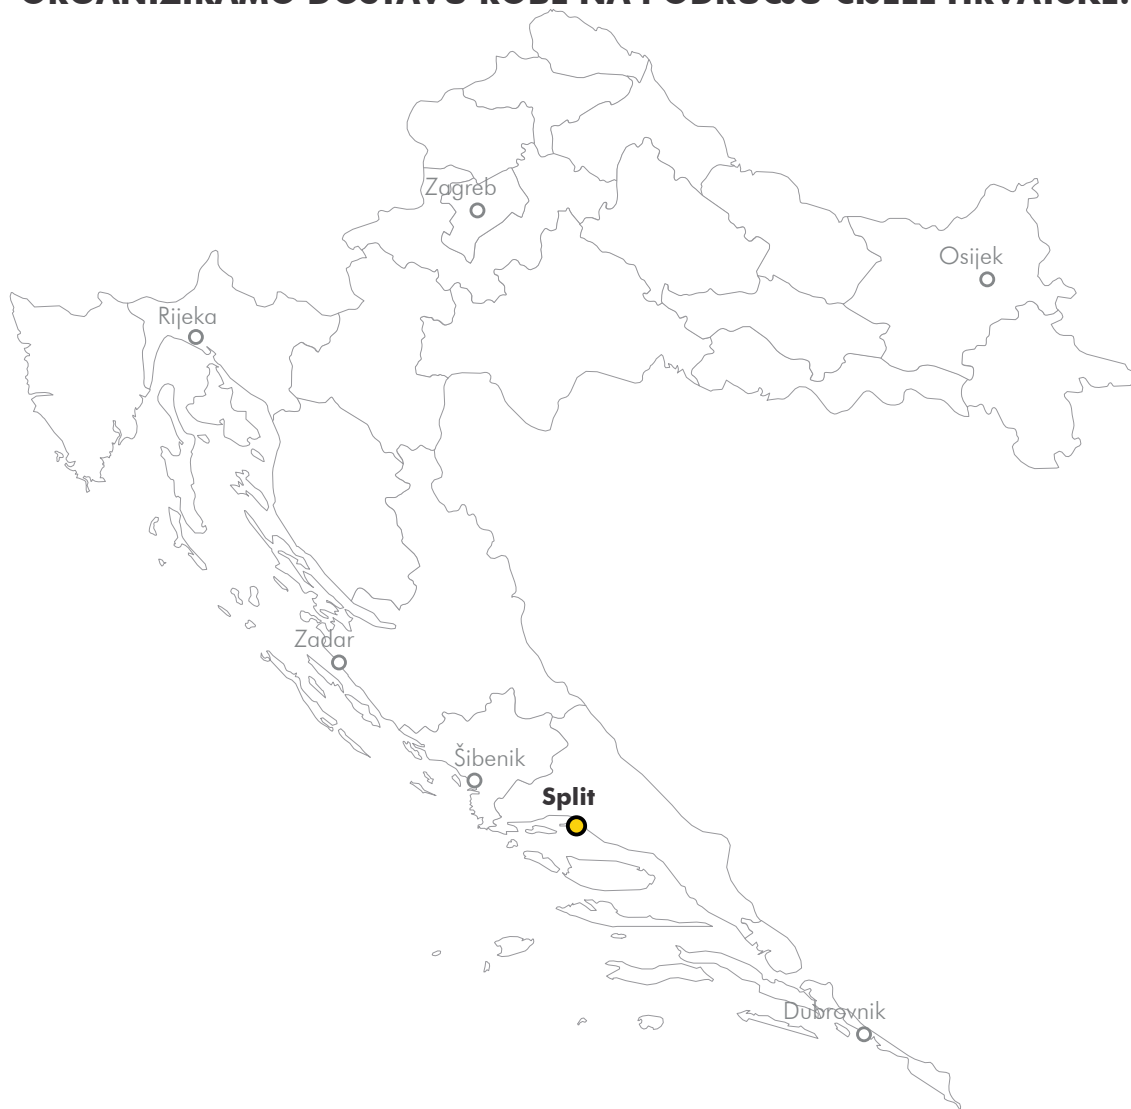 ORGANIZIRAMO DOSTAVU ROBE NA PODRUČJU CIJELE HRVATSKE.
Zagreb
Osijek
Rijeka
Zadar
Šibenik
Split
Dubrovnik